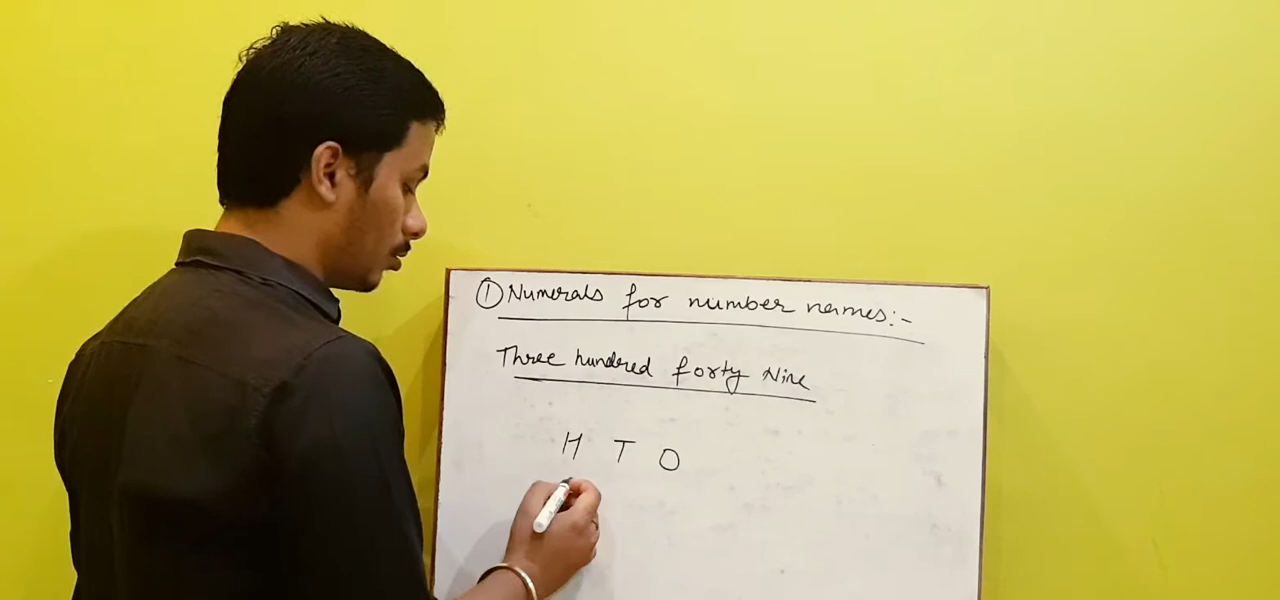 ① Numerals for number names:-
Three hundred forty Nine
H T O